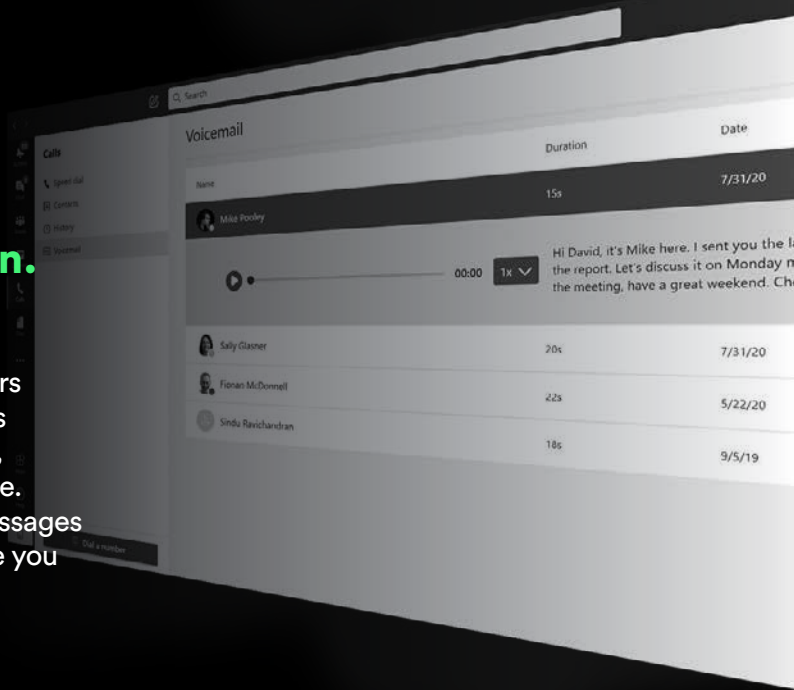 n.
rs
s
e.
ssages
e you
Search
Calls
Speed dial
Contacts
History
Voicemail
Dial a number
Voicemail
Name
Duration
Date
Mike Pooley
15s
7/31/20
00:00
1x
Hi David, it's Mike here. I sent you the
the report. Let's discuss it on Monday
the meeting, have a great weekend.
Sally Glasner
20s
7/31/20
Fionan McDonnell
22s
5/22/20
Sindu Ravichandran
18s
9/5/19